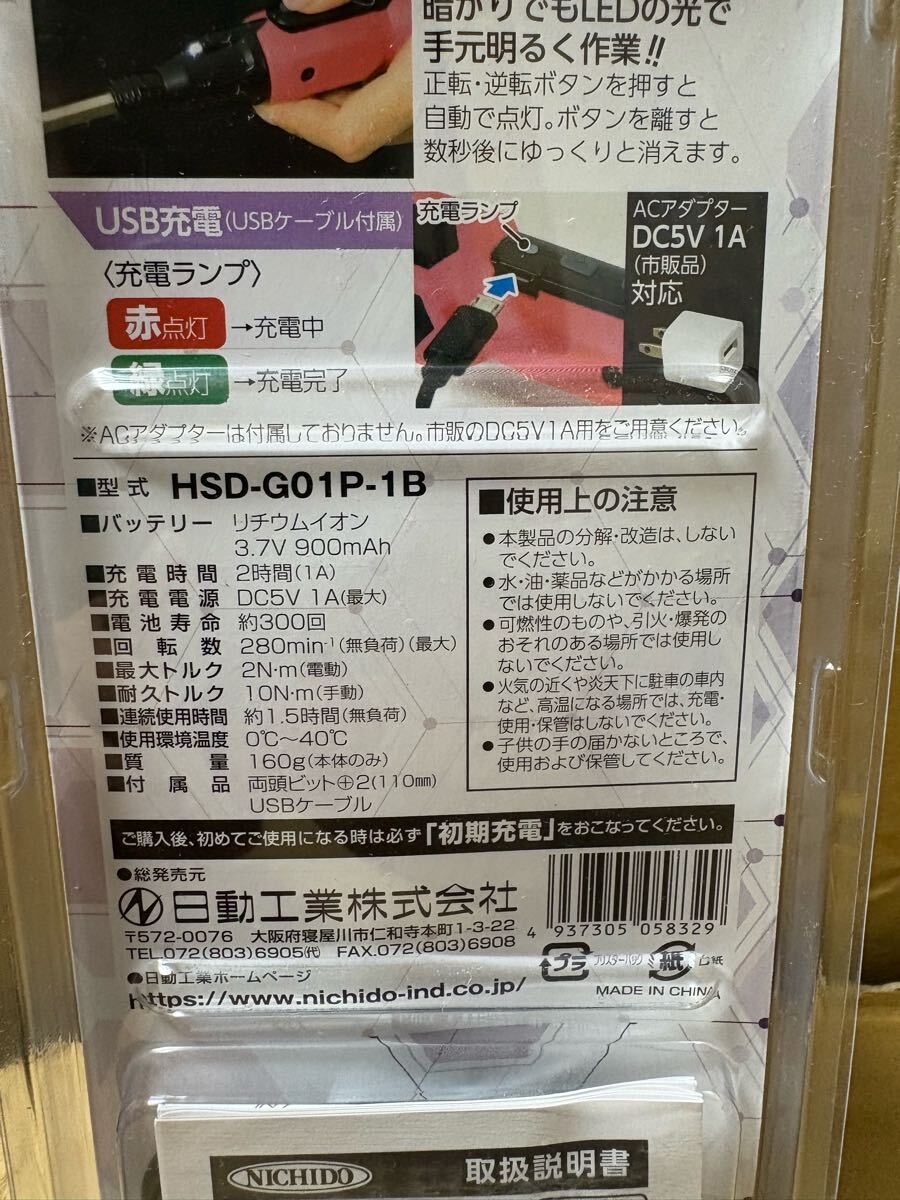 暗がりでもLEDの光で
手元明るく作業!!
正転・逆転ボタンを押すと
自動で点灯。ボタンを離すと
数秒後にゆっくりと消えます。
USB充電(USBケーブル付属)
〈充電ランプ〉
赤点灯→充電中
緑点灯→充電完了
充電ランプ
ACアダプター
DC5V 1A
(市販品)
対応
※ACアダプターは付属しておりません。市販のDC5V1A用をご用意ください。
■型式 HSD-G01P-1B
■バッテリー リチウムイオン
3.7V 900mAh
■充電時間 2時間(1A)
■充電電源 DC5V 1A(最大)
■電池寿命 約300回
■回転数 280min⁻¹(無負荷)(最大)
■最大トルク 2N·m(電動)
■耐久トルク 10N·m(手動)
■連続使用時間 約1.5時間(無負荷)
■使用環境温度 0℃〜40℃
■質量 160g(本体のみ)
■付属品 両頭ビット⊕2(110㎜)
USBケーブル
■使用上の注意
●本製品の分解・改造は、しない
でください。
●水・油・薬品などがかかる場所
では使用しないでください。
●可燃性のものや、引火・爆発の
おそれのある場所では使用し
ないでください。
●火気の近くや炎天下に駐車の車内
など、高温になる場所では、充電・
使用・保管はしないでください。
●子供の手の届かないところで、
使用および保管してください。
ご購入後、初めてご使用になる時は必ず「初期充電」をおこなってください。
●総発売元
日動工業株式会社
〒572-0076 大阪府寝屋川市仁和寺本町1-3-22
TEL.072(803)6905(代) FAX.072(803)6908
●日動工業ホームページ
https://www.nichido-ind.co.jp/
4 937305 058329
プラ ブリスターパック 紙 台紙
MADE IN CHINA
NICHIDO 取扱説明書